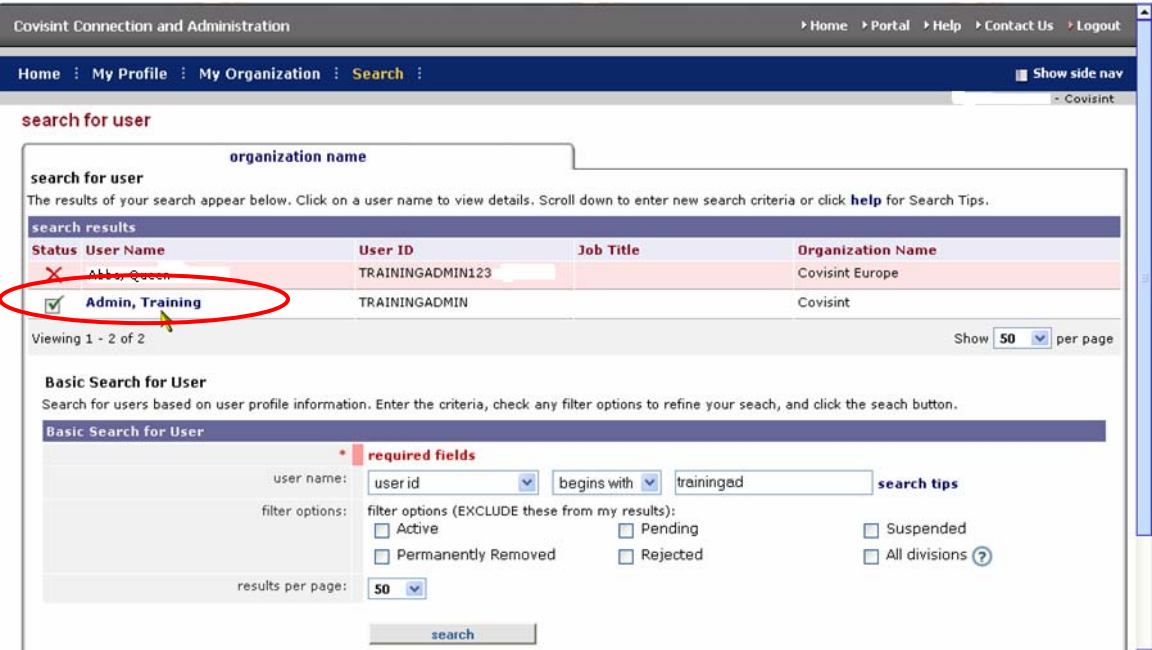 Covisint Connection and Administration Home Portal Help Contact Us Logout
Home My Profile My Organization Search Show side nav
- Covisint
search for user
organization name
search for user
The results of your search appear below. Click on a user name to view details. Scroll down to enter new search criteria or click help for Search Tips.
search results
Status User Name User ID Job Title Organization Name
Abba, Queen TRAININGADMIN123 Covisint Europe
Admin, Training TRAININGADMIN Covisint
Viewing 1 - 2 of 2 Show 50 per page
Basic Search for User
Search for users based on user profile information. Enter the criteria, check any filter options to refine your seach, and click the seach button.
Basic Search for User
* required fields
user name: user id begins with trainingad search tips
filter options: filter options (EXCLUDE these from my results):
Active Pending Suspended
Permanently Removed Rejected All divisions ?
results per page: 50
search